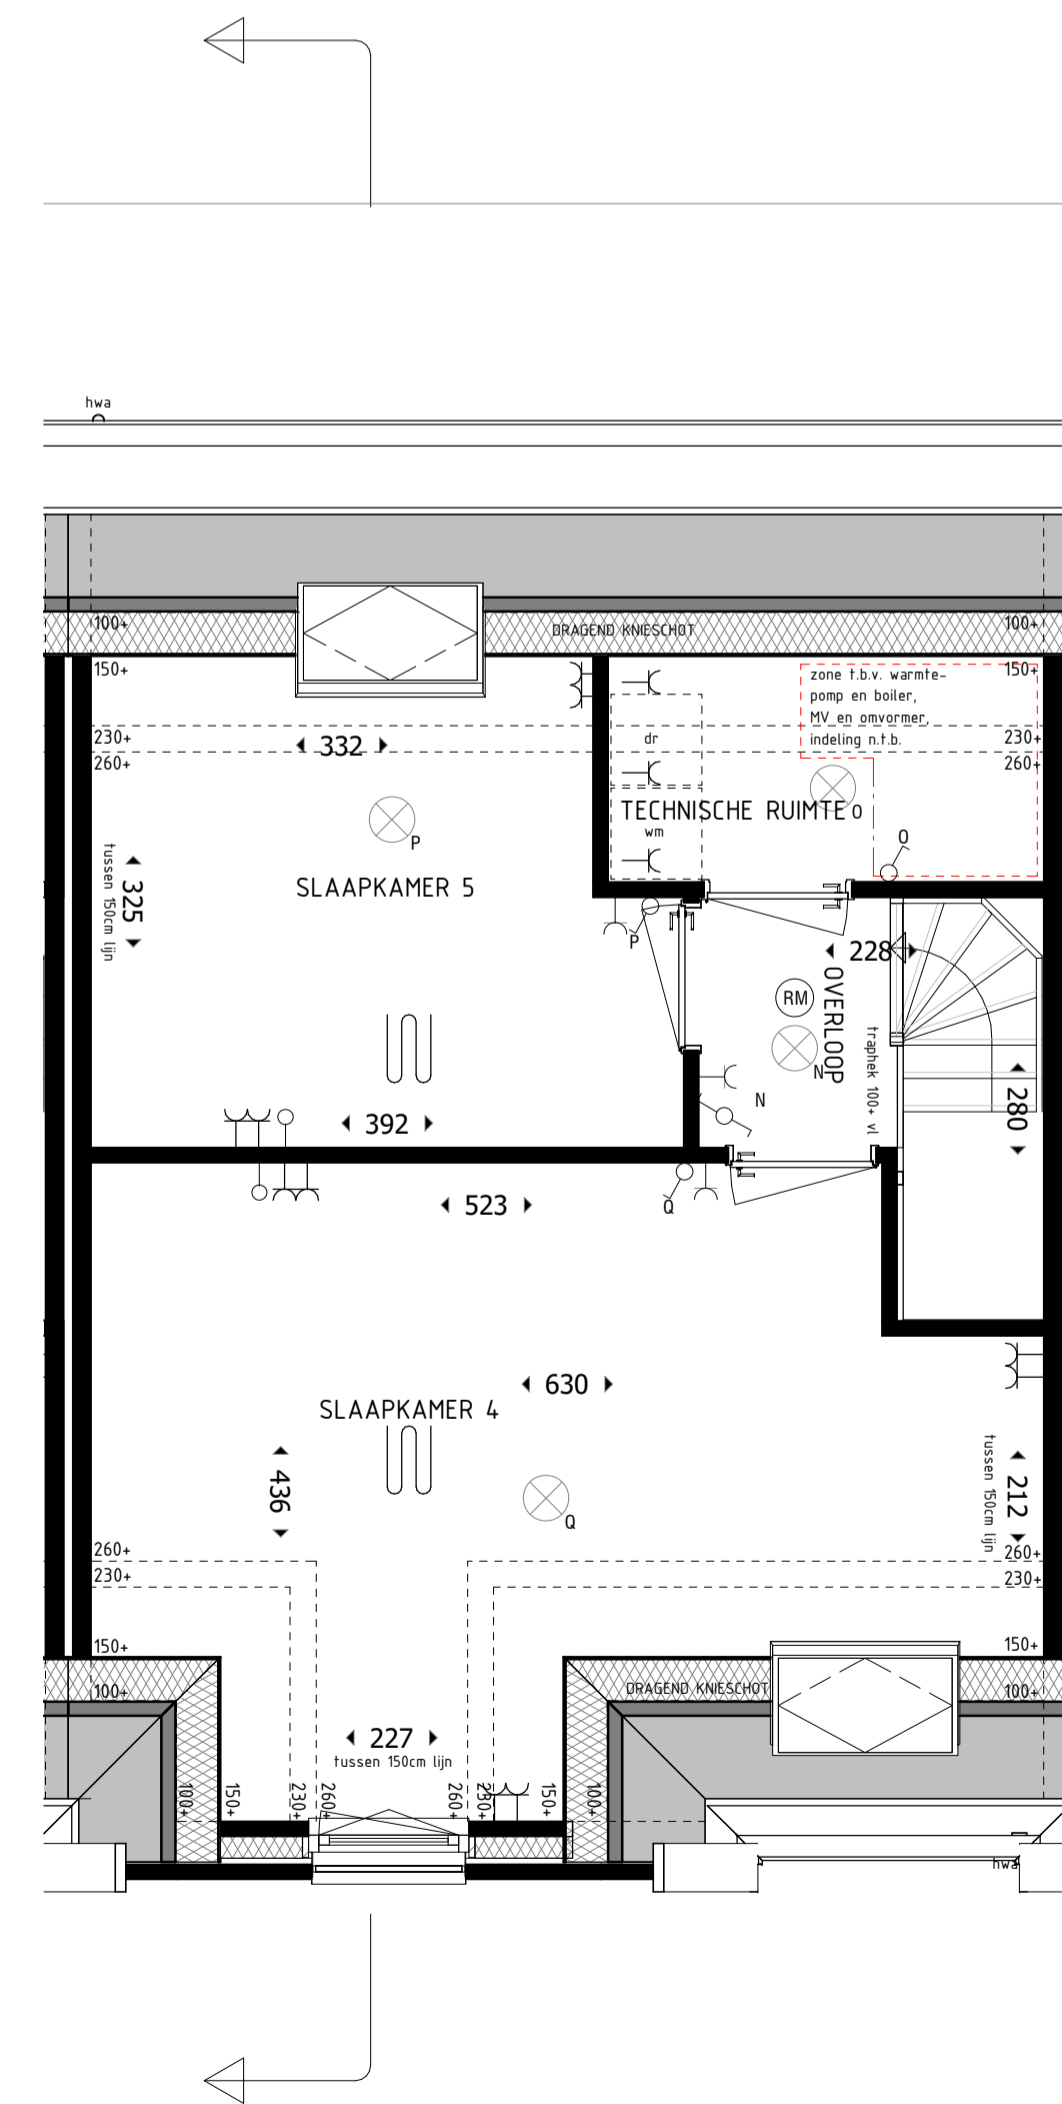 hwa
100+
DRAGEND KNIESCHOT
100+
150+
zone t.b.v. warmte-
150+
pomp en boiler,
MV en omvormer,
indeling n.t.b.
230+
332
dr
230+
260+
260+
TECHNISCHE RUIMTE O
wm
P
O
SLAAPKAMER 5
325
tussen 150cm lijn
P
228
OVERLOOP
RM
N
traphek 100+ vl
N
280
392
523
Q
630
SLAAPKAMER 4
436
212
tussen 150cm lijn
Q
260+
260+
230+
230+
150+
150+
100+
DRAGEND KNIESCHOT
100+
227
tussen 150cm lijn
100+
150+
230+
260+
260+
230+
150+
100+
hwa